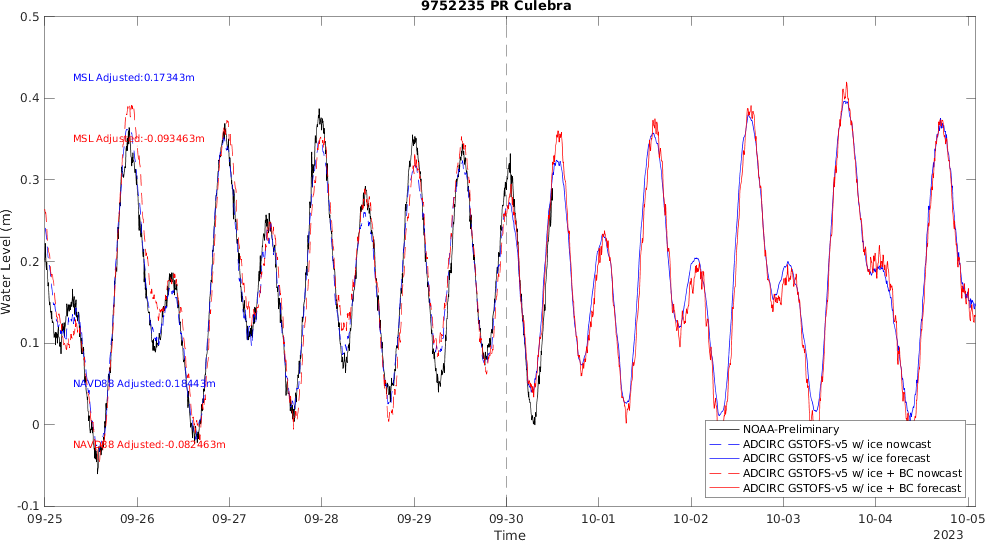 9752235 PR Culebra
0.5
0.4
0.3
0.2
0.1
0
-0.1
Water Level (m)
MSL Adjusted:0.17343m
MSL Adjusted:-0.093463m
NAVD88 Adjusted:0.18443m
NAVD88 Adjusted:-0.082463m
NOAA-Preliminary
ADCIRC GSTOFS-v5 w/ ice nowcast
ADCIRC GSTOFS-v5 w/ ice forecast
ADCIRC GSTOFS-v5 w/ ice + BC nowcast
ADCIRC GSTOFS-v5 w/ ice + BC forecast
09-25 09-26 09-27 09-28 09-29 09-30 10-01 10-02 10-03 10-04 10-05
Time
2023